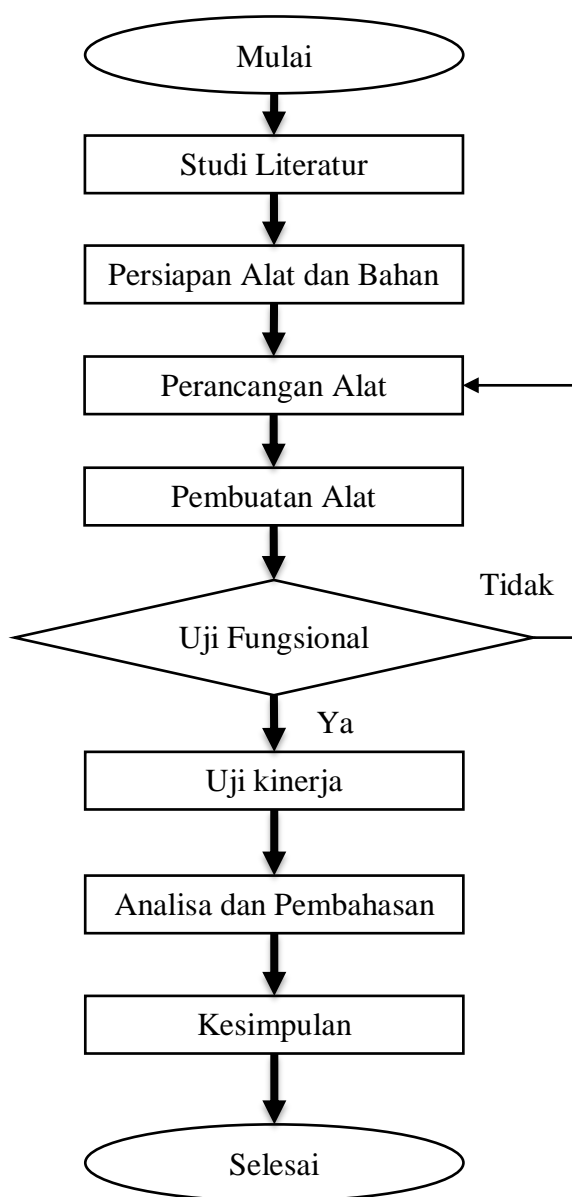 Mulai
Studi Literatur
Persiapan Alat dan Bahan
Perancangan Alat
Pembuatan Alat
Tidak
Uji Fungsional
Ya
Uji kinerja
Analisa dan Pembahasan
Kesimpulan
Selesai